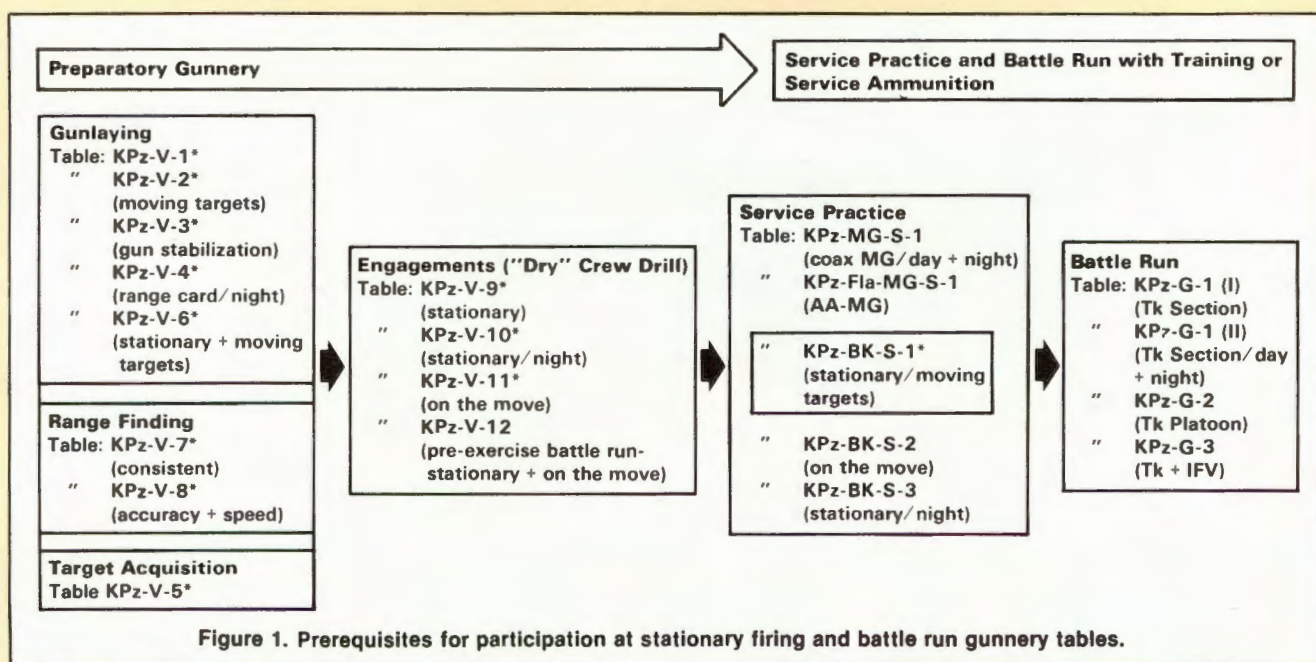 Preparatory Gunnery
Service Practice and Battle Run with Training or
Service Ammunition
Gunlaying
Table: KPz-V-1*
" KPz-V-2*
(moving targets)
" KPz-V-3*
(gun stabilization)
" KPz-V-4*
(range card/night)
" KPz-V-6*
(stationary + moving
targets)
Range Finding
Table: KPz-V-7*
(consistent)
" KPz-V-8*
(accuracy + speed)
Target Acquisition
Table KPz-V-5*
Engagements ("Dry" Crew Drill)
Table: KPz-V-9*
(stationary)
" KPz-V-10*
(stationary/night)
" KPz-V-11*
(on the move)
" KPz-V-12
(pre-exercise battle run-
stationary + on the move)
Service Practice
Table: KPz-MG-S-1
(coax MG/day + night)
" KPz-Fla-MG-S-1
(AA-MG)
" KPz-BK-S-1*
(stationary/moving
targets)
" KPz-BK-S-2
(on the move)
" KPz-BK-S-3
(stationary/night)
Battle Run
Table: KPz-G-1 (I)
(Tk Section)
" KPz-G-1 (II)
(Tk Section/day
+ night)
" KPz-G-2
(Tk Platoon)
" KPz-G-3
(Tk + IFV)
Figure 1. Prerequisites for participation at stationary firing and battle run gunnery tables.